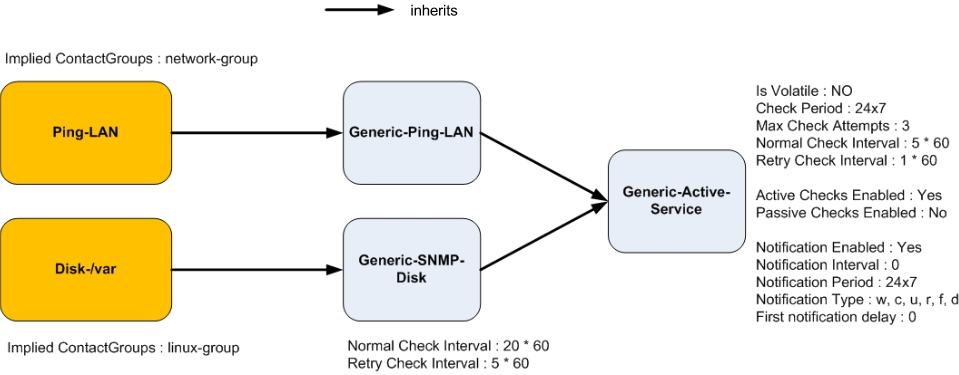 inherits
Implied ContactGroups : network-group
Ping-LAN
Generic-Ping-LAN
Is Volatile : NO
Check Period : 24x7
Max Check Attempts : 3
Normal Check Interval : 5 * 60
Retry Check Interval : 1 * 60
Generic-Active-
Service
Active Checks Enabled : Yes
Passive Checks Enabled : No
Disk-/var
Generic-SNMP-
Disk
Notification Enabled : Yes
Notification Interval : 0
Notification Period : 24x7
Notification Type : w, c, u, r, f, d
First notification delay : 0
Implied ContactGroups : linux-group
Normal Check Interval : 20 * 60
Retry Check Interval : 5 * 60